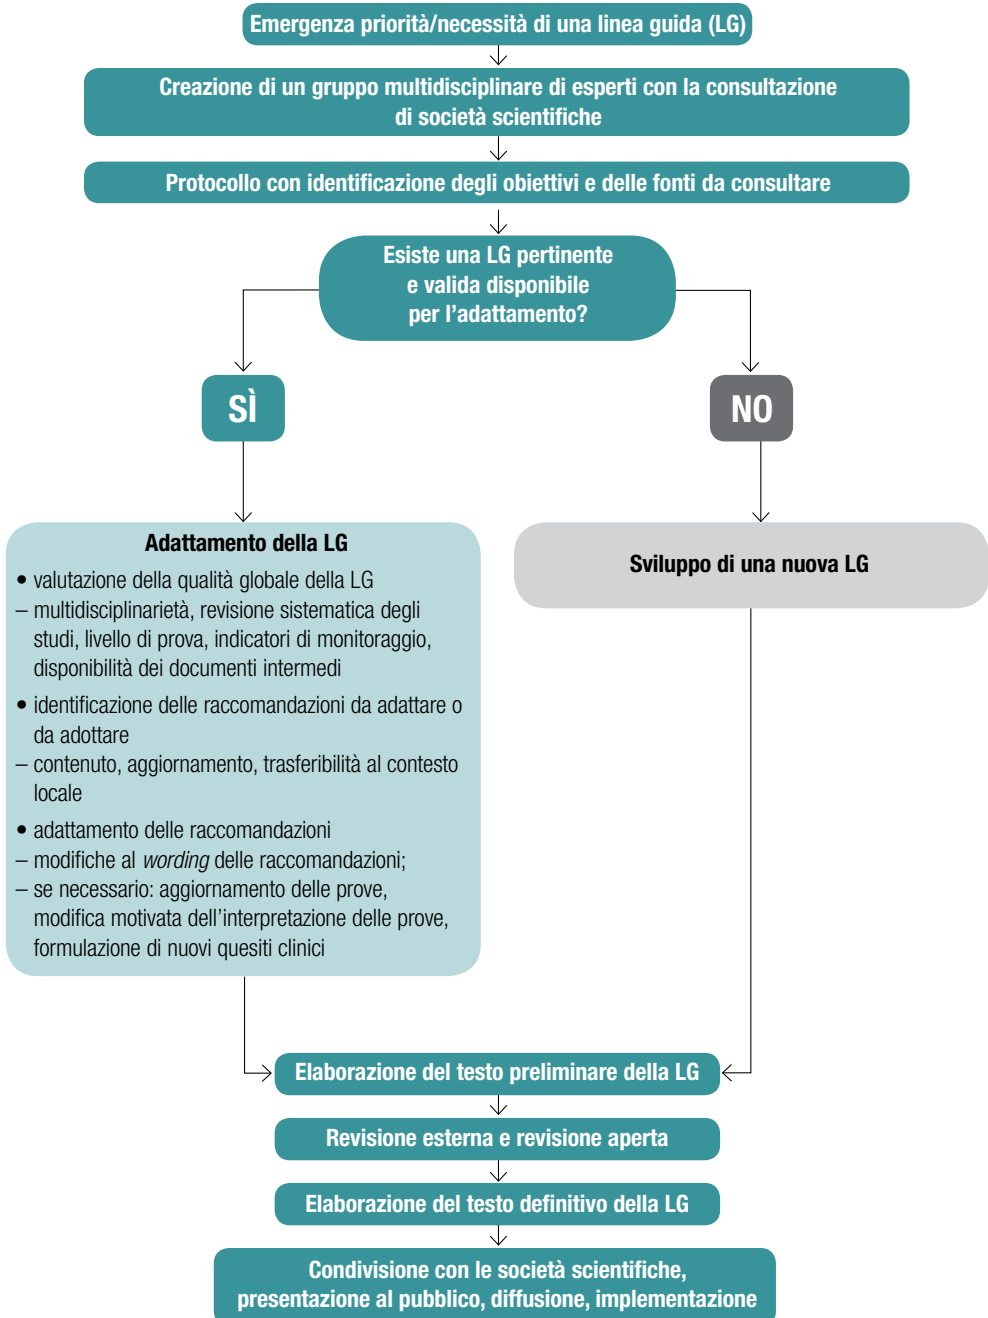 Emergenza priorità/necessità di una linea guida (LG)
Creazione di un gruppo multidisciplinare di esperti con la consultazione
di società scientifiche
Protocollo con identificazione degli obiettivi e delle fonti da consultare
Esiste una LG pertinente
e valida disponibile
per l'adattamento?
SÌ
NO
Adattamento della LG
• valutazione della qualità globale della LG
– multidisciplinarietà, revisione sistematica degli
studi, livello di prova, indicatori di monitoraggio,
disponibilità dei documenti intermedi
• identificazione delle raccomandazioni da adattare o
da adottare
– contenuto, aggiornamento, trasferibilità al contesto
locale
• adattamento delle raccomandazioni
– modifiche al wording delle raccomandazioni;
– se necessario: aggiornamento delle prove,
modifica motivata dell'interpretazione delle prove,
formulazione di nuovi quesiti clinici
Sviluppo di una nuova LG
Elaborazione del testo preliminare della LG
Revisione esterna e revisione aperta
Elaborazione del testo definitivo della LG
Condivisione con le società scientifiche,
presentazione al pubblico, diffusione, implementazione